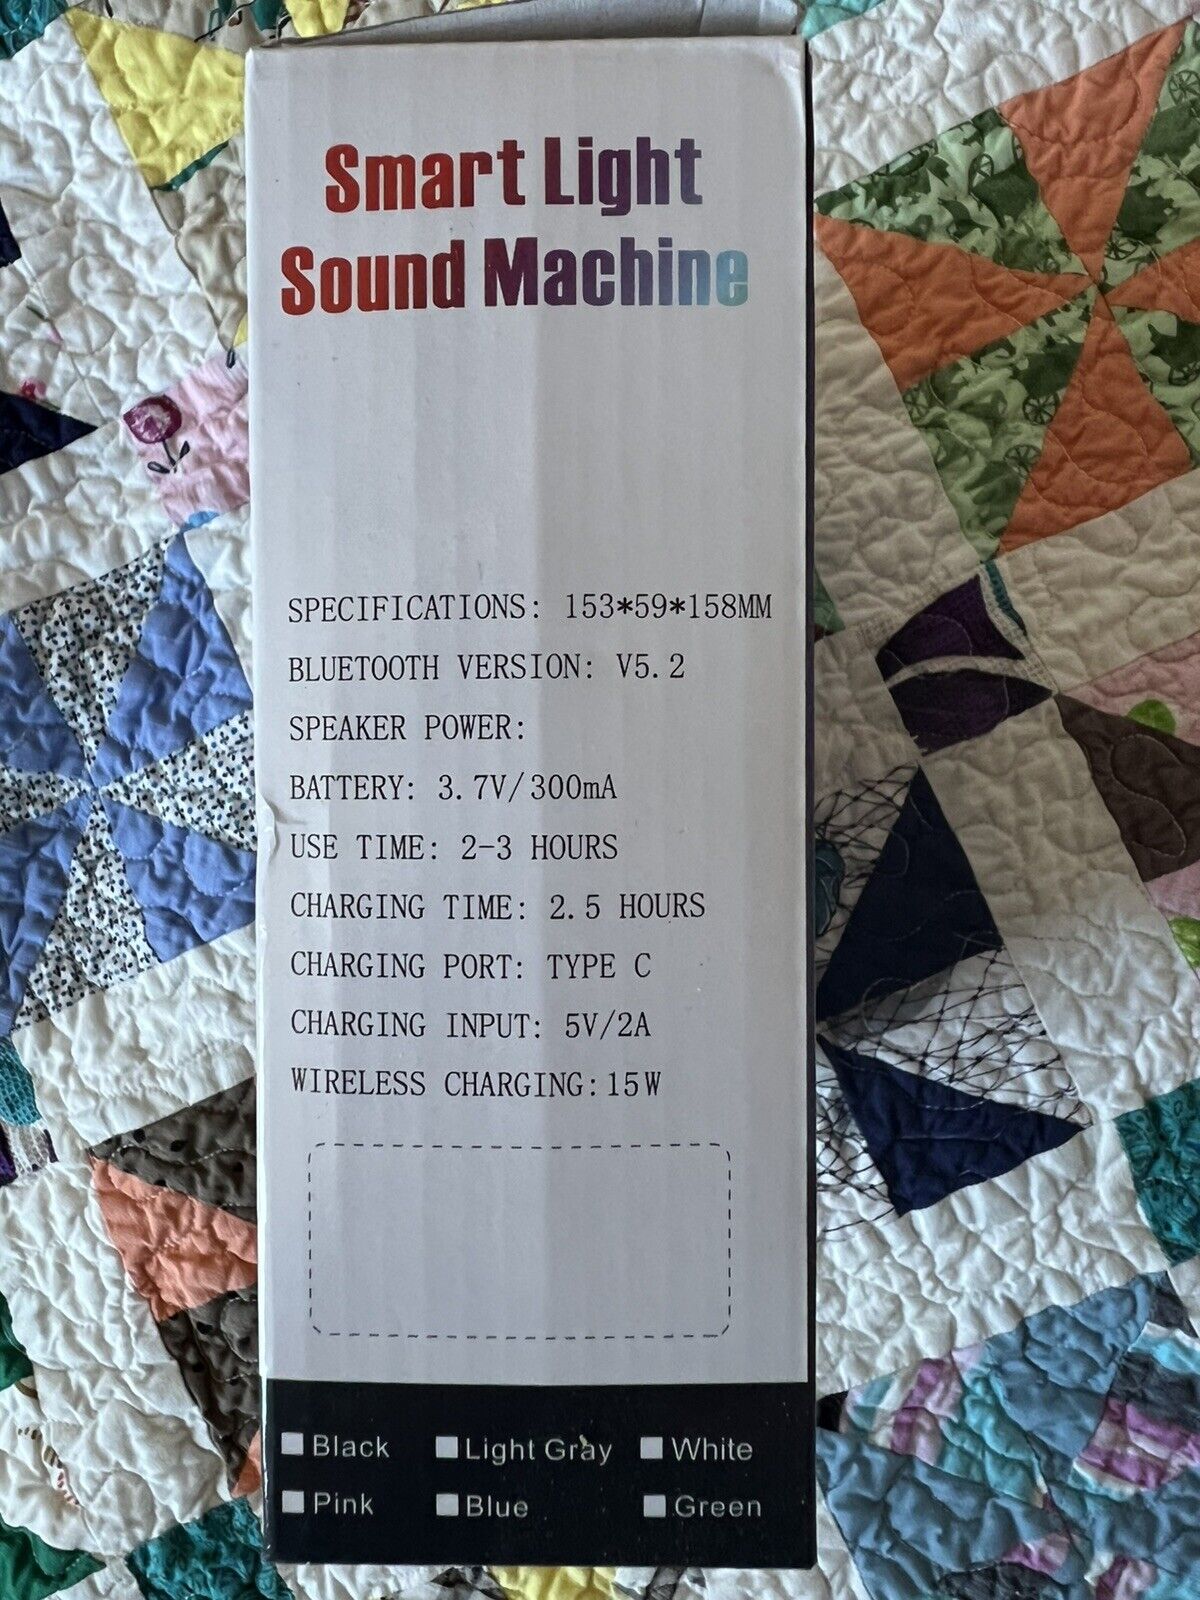 Smart Light
Sound Machine
SPECIFICATIONS: 153*59*158MM
BLUETOOTH VERSION: V5.2
SPEAKER POWER:
BATTERY: 3.7V/300mA
USE TIME: 2-3 HOURS
CHARGING TIME: 2.5 HOURS
CHARGING PORT: TYPE C
CHARGING INPUT: 5V/2A
WIRELESS CHARGING:15W
Black Light Gray White
Pink Blue Green